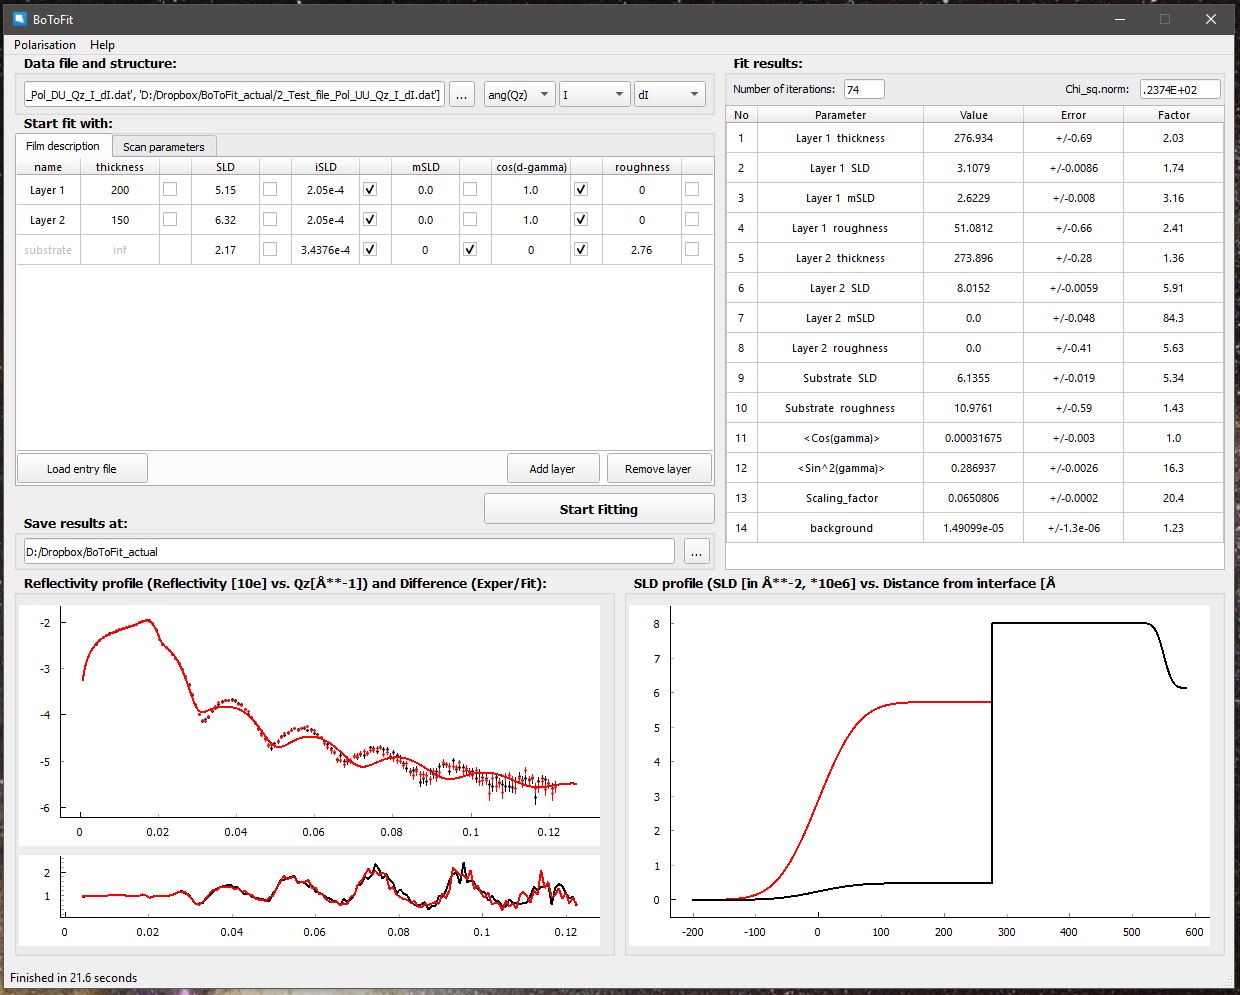 BoToFit
Polarisation Help
Data file and structure:
_Pol_DU_Qz_I_dI.dat', 'D:/Dropbox/BoToFit_actual/2_Test_file_Pol_UU_Qz_I_dI.dat'] ... ang(Qz) I dI
Start fit with:
Film description Scan parameters
name thickness SLD iSLD mSLD cos(d-gamma) roughness
Layer 1 200 5.15 2.05e-4 0.0 1.0 0
Layer 2 150 6.32 2.05e-4 0.0 1.0 0
substrate inf 2.17 3.4376e-4 0 0 2.76
Load entry file Add layer Remove layer
Start Fitting
Save results at:
D:/Dropbox/BoToFit_actual ...
Fit results:
Number of iterations: 74 Chi_sq.norm: .2374E+02
No Parameter Value Error Factor
1 Layer 1 thickness 276.934 +/-0.69 2.03
2 Layer 1 SLD 3.1079 +/-0.0086 1.74
3 Layer 1 mSLD 2.6229 +/-0.008 3.16
4 Layer 1 roughness 51.0812 +/-0.66 2.41
5 Layer 2 thickness 273.896 +/-0.28 1.36
6 Layer 2 SLD 8.0152 +/-0.0059 5.91
7 Layer 2 mSLD 0.0 +/-0.048 84.3
8 Layer 2 roughness 0.0 +/-0.41 5.63
9 Substrate SLD 6.1355 +/-0.019 5.34
10 Substrate roughness 10.9761 +/-0.59 1.43
11 <Cos(gamma)> 0.00031675 +/-0.003 1.0
12 <Sin^2(gamma)> 0.286937 +/-0.0026 16.3
13 Scaling_factor 0.0650806 +/-0.0002 20.4
14 background 1.49099e-05 +/-1.3e-06 1.23
Reflectivity profile (Reflectivity [10e] vs. Qz[Å**-1]) and Difference (Exper/Fit):
-2
-3
-4
-5
-6
0 0.02 0.04 0.06 0.08 0.1 0.12
2
1
0 0.02 0.04 0.06 0.08 0.1 0.12
SLD profile (SLD [in Å**-2, *10e6] vs. Distance from interface [Å
8
7
6
5
4
3
2
1
0
-200 -100 0 100 200 300 400 500 600
Finished in 21.6 seconds